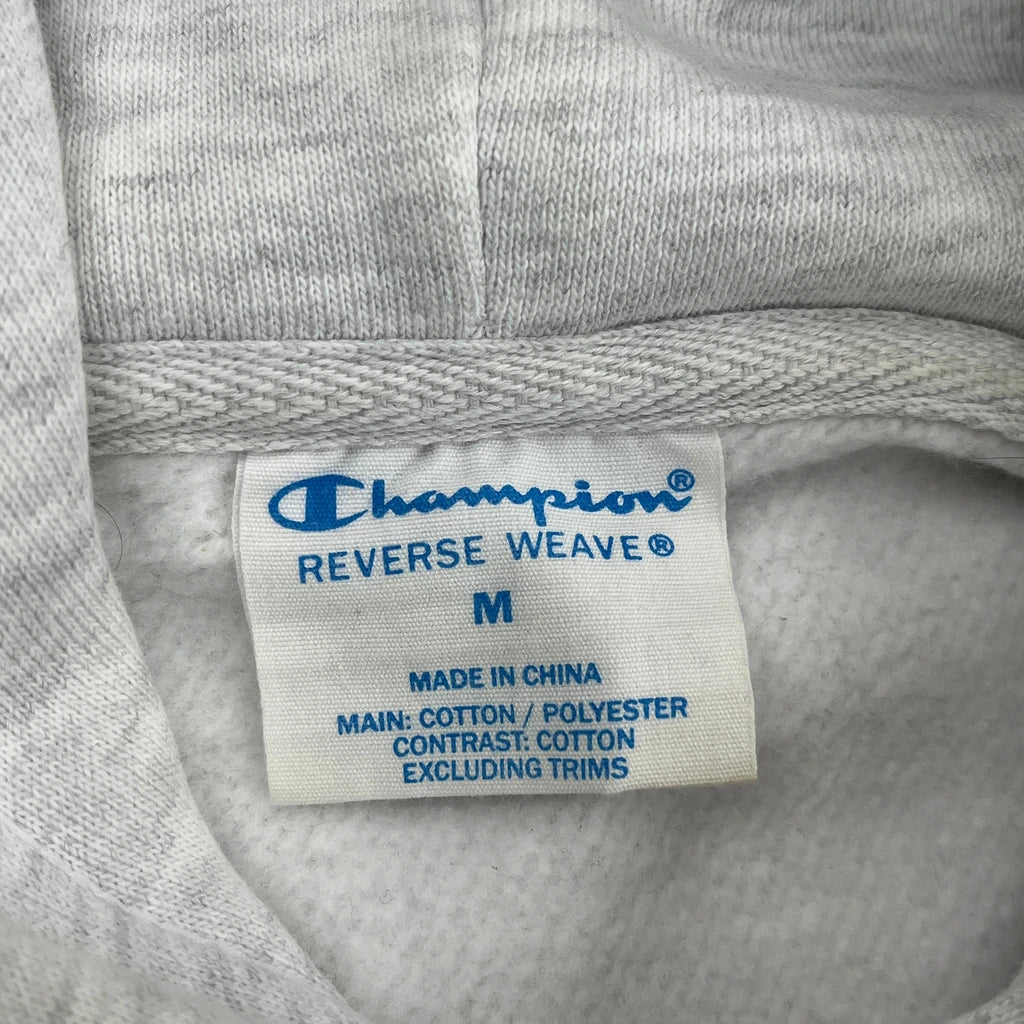 Champion®
REVERSE WEAVE®
M
MADE IN CHINA
MAIN: COTTON / POLYESTER
CONTRAST: COTTON
EXCLUDING TRIMS